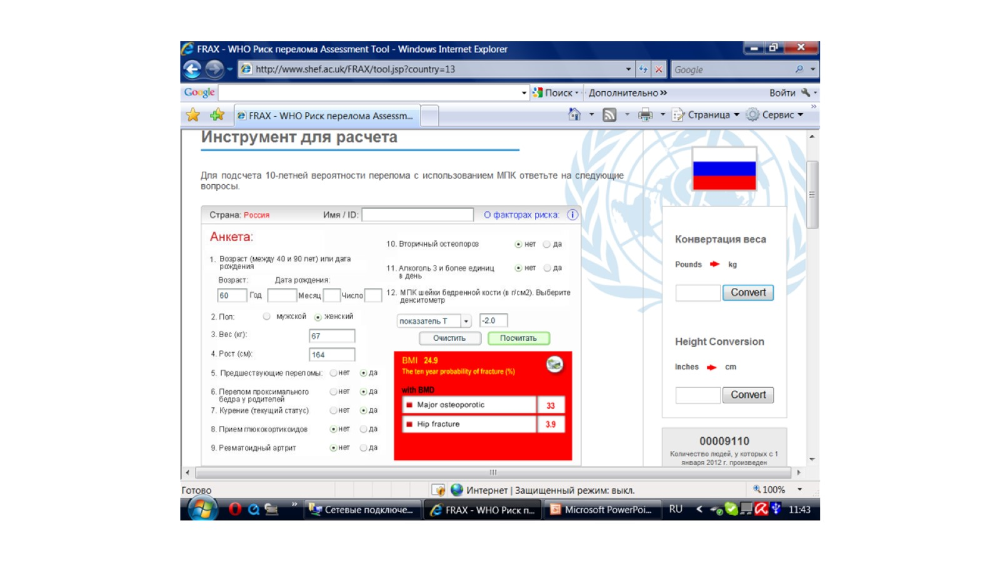 FRAX - WHO Риск перелома Assessment Tool - Windows Internet Explorer
http://www.shef.ac.uk/FRAX/tool.jsp?country=13
Google
Google
Поиск
Дополнительно »
Войти
FRAX - WHO Риск перелома Assessm...
Страница
Сервис
»
Инструмент для расчета
Для подсчета 10-летней вероятности перелома с использованием МПК ответьте на следующие
вопросы.
Страна: Россия
Имя / ID:
О факторах риска:
i
Анкета:
1. Возраст (между 40 и 90 лет) или дата
рождения
Возраст:
Дата рождения:
60
Год
Месяц
Число
2. Пол:
мужской
женский
3. Вес (кг):
67
4. Рост (см):
164
5. Предшествующие переломы:
нет
да
6. Перелом проксимального
бедра у родителей
нет
да
7. Курение (текущий статус)
нет
да
8. Прием глюкокортикоидов
нет
да
9. Ревматоидный артрит
нет
да
10. Вторичный остеопороз
нет
да
11. Алкоголь 3 и более единиц
в день
нет
да
12. МПК шейки бедренной кости (в г/см2). Выберите
денситометр
показатель Т
-2.0
Очистить
Посчитать
BMI 24.9
The ten year probability of fracture (%)
with BMD
Major osteoporotic
33
Hip fracture
3.9
Конвертация веса
Pounds
kg
Convert
Height Conversion
Inches
cm
Convert
00009110
Количество людей, у которых с 1
января 2012 г. произведен
Готово
Интернет | Защищенный режим: выкл.
100%
»
Сетевые подключе...
FRAX - WHO Риск п...
Microsoft PowerPoi...
RU
11:43